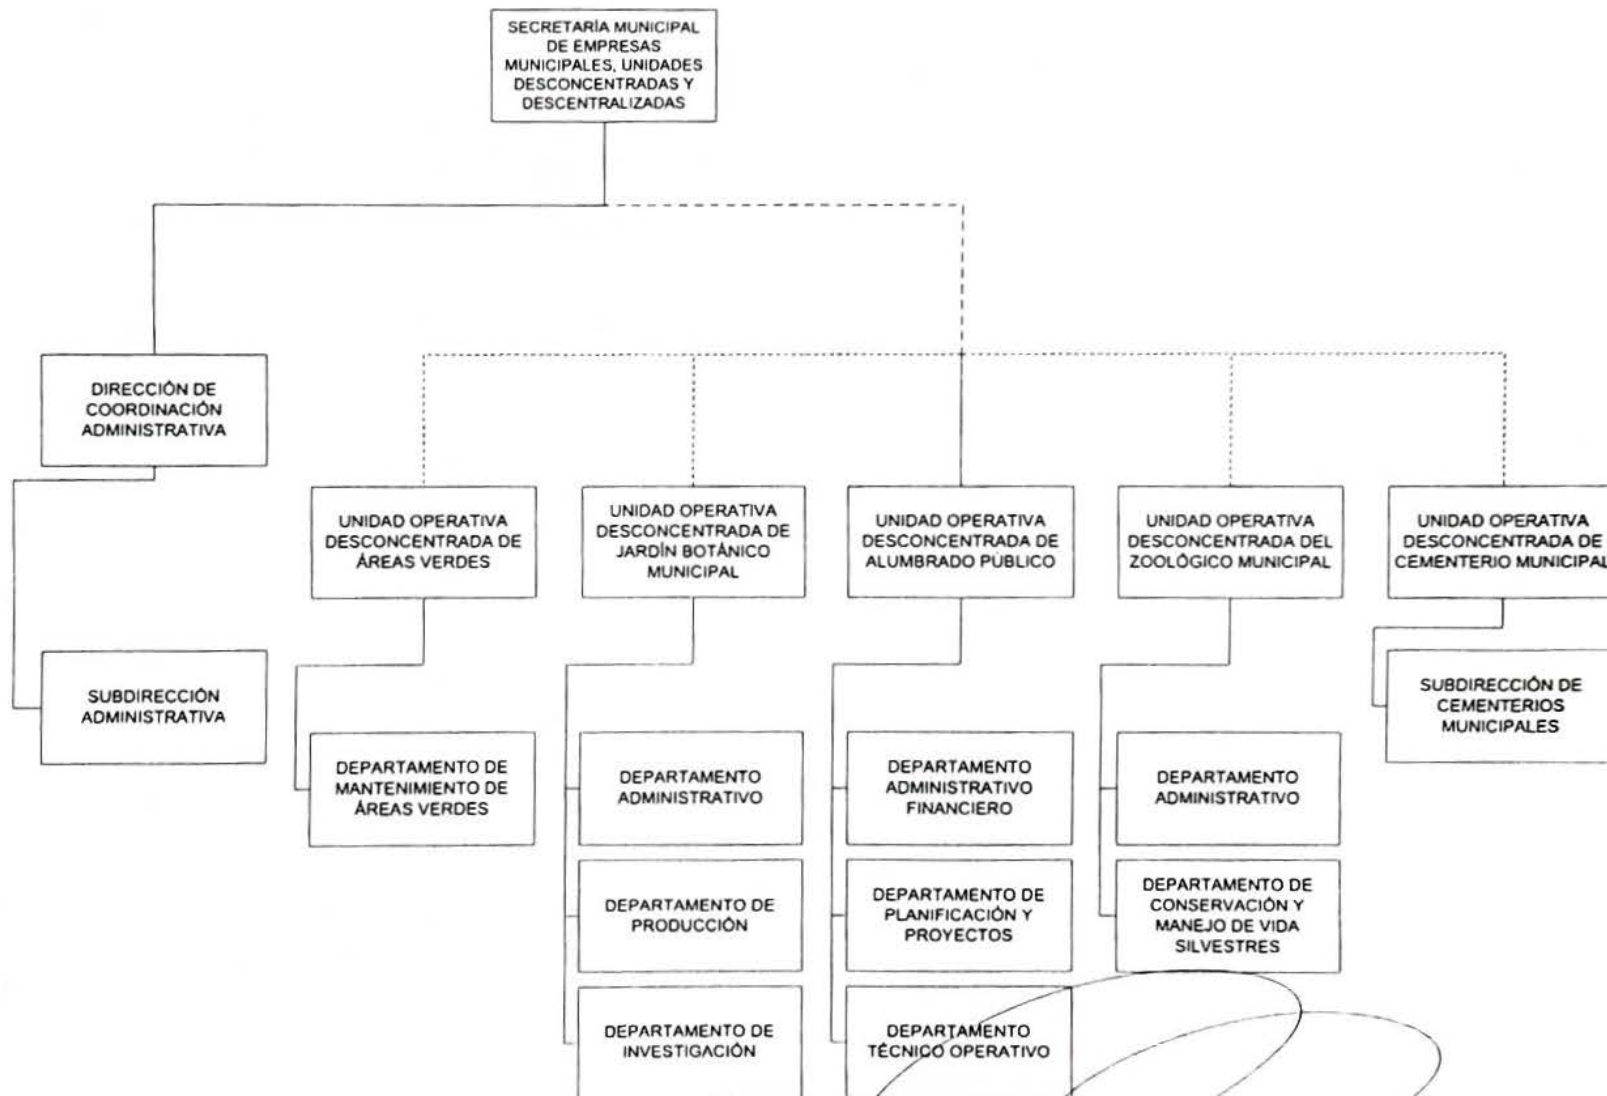 SECRETARÍA MUNICIPAL
DE EMPRESAS
MUNICIPALES, UNIDADES
DESCONCENTRADAS Y
DESCENTRALIZADAS
DIRECCIÓN DE
COORDINACIÓN
ADMINISTRATIVA
SUBDIRECCIÓN
ADMINISTRATIVA
UNIDAD OPERATIVA
DESCONCENTRADA DE
ÁREAS VERDES
DEPARTAMENTO DE
MANTENIMIENTO DE
ÁREAS VERDES
UNIDAD OPERATIVA
DESCONCENTRADA DE
JARDÍN BOTÁNICO
MUNICIPAL
DEPARTAMENTO
ADMINISTRATIVO
DEPARTAMENTO DE
PRODUCCIÓN
DEPARTAMENTO DE
INVESTIGACIÓN
UNIDAD OPERATIVA
DESCONCENTRADA DE
ALUMBRADO PÚBLICO
DEPARTAMENTO
ADMINISTRATIVO
FINANCIERO
DEPARTAMENTO DE
PLANIFICACIÓN Y
PROYECTOS
DEPARTAMENTO
TÉCNICO OPERATIVO
UNIDAD OPERATIVA
DESCONCENTRADA DEL
ZOOLÓGICO MUNICIPAL
DEPARTAMENTO
ADMINISTRATIVO
DEPARTAMENTO DE
CONSERVACIÓN Y
MANEJO DE VIDA
SILVESTRES
UNIDAD OPERATIVA
DESCONCENTRADA DE
CEMENTERIO MUNICIPAL
SUBDIRECCIÓN DE
CEMENTERIOS
MUNICIPALES